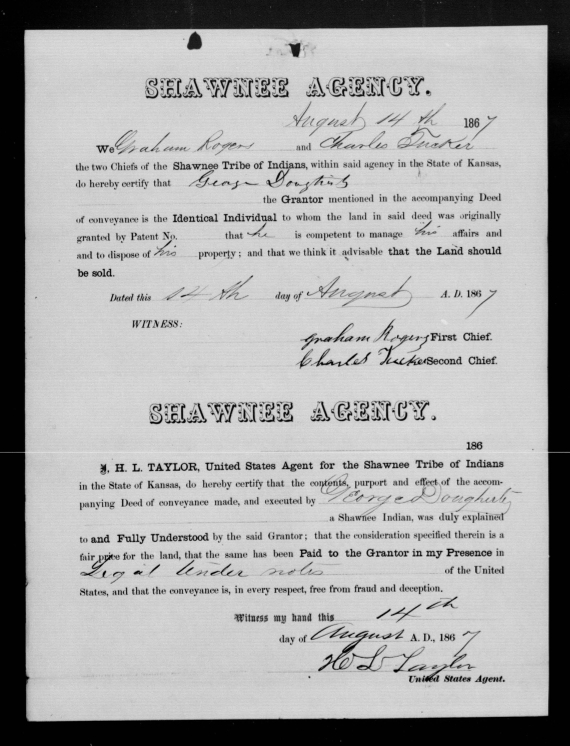 SHAWNEE AGENCY.
August 14 th 1867
We Graham Rogers and Charles Tucker
the two Chiefs of the Shawnee Tribe of Indians, within said agency in the State of Kansas,
do hereby certify that George Dougherty
the Grantor mentioned in the accompanying Deed
of conveyance is the Identical Individual to whom the land in said deed was originally
granted by Patent No. that he is competent to manage his affairs and
and to dispose of his property; and that we think it advisable that the Land should
be sold.
Dated this 14 th day of August A. D. 1867
WITNESS:
Graham Rogers First Chief.
Charles Tucker Second Chief.
SHAWNEE AGENCY.
186
I, H. L. TAYLOR, United States Agent for the Shawnee Tribe of Indians
in the State of Kansas, do hereby certify that the contents, purport and effect of the accom-
panying Deed of conveyance made, and executed by George Dougherty
a Shawnee Indian, was duly explained
to and Fully Understood by the said Grantor; that the consideration specified therein is a
fair price for the land, that the same has been Paid to the Grantor in my Presence in
Legal tender notes of the United
States, and that the conveyance is, in every respect, free from fraud and deception.
Witness my hand this 14 th
day of August A. D., 1867
H L Taylor
United States Agent.